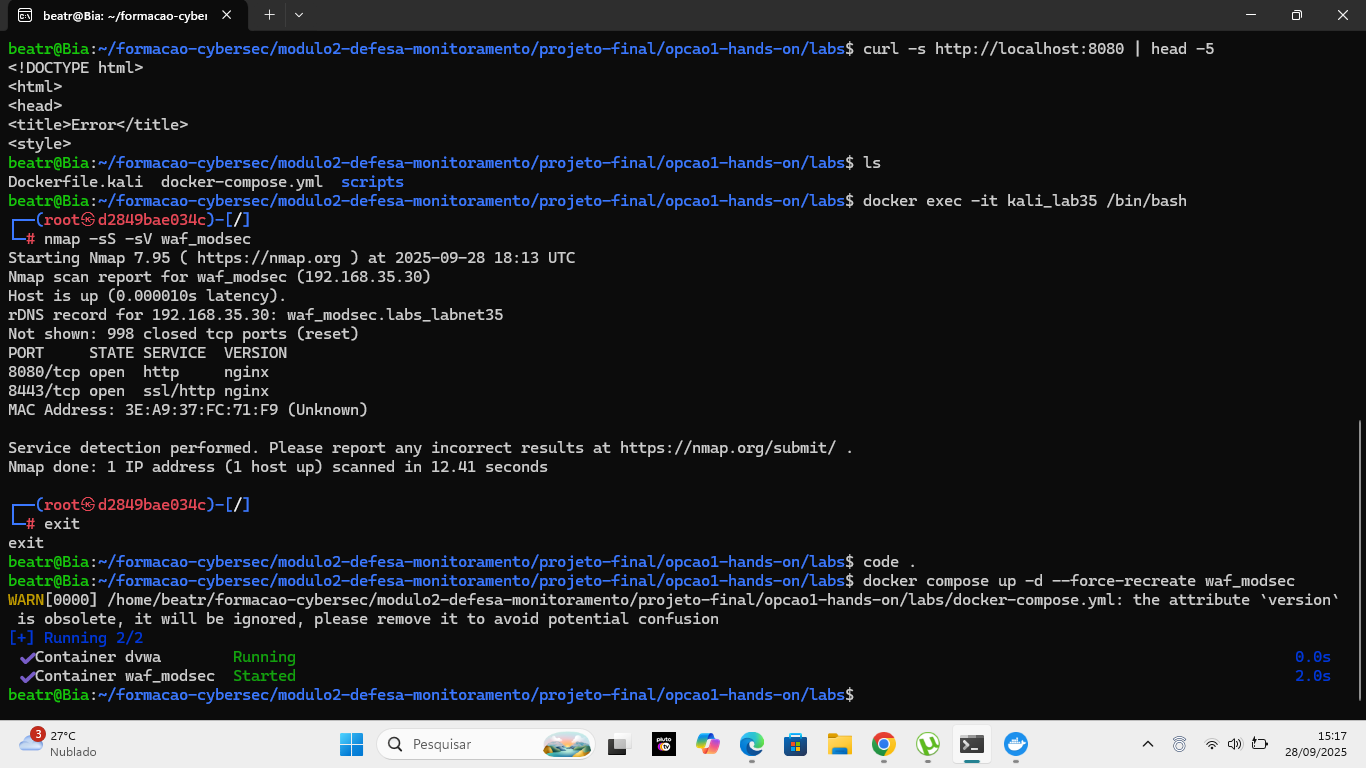 beatr@Bia: ~/formacao-cyber
beatr@Bia:~/formacao-cybersec/modulo2-defesa-monitoramento/projeto-final/opcao1-hands-on/labs$ curl -s http://localhost:8080 | head -5
<!DOCTYPE html>
<html>
<head>
<title>Error</title>
<style>
beatr@Bia:~/formacao-cybersec/modulo2-defesa-monitoramento/projeto-final/opcao1-hands-on/labs$ ls
Dockerfile.kali  docker-compose.yml  scripts
beatr@Bia:~/formacao-cybersec/modulo2-defesa-monitoramento/projeto-final/opcao1-hands-on/labs$ docker exec -it kali_lab35 /bin/bash
┌──(root㉿d2849bae034c)-[/]
└─# nmap -sS -sV waf_modsec
Starting Nmap 7.95 ( https://nmap.org ) at 2025-09-28 18:13 UTC
Nmap scan report for waf_modsec (192.168.35.30)
Host is up (0.000010s latency).
rDNS record for 192.168.35.30: waf_modsec.labs_labnet35
Not shown: 998 closed tcp ports (reset)
PORT     STATE SERVICE  VERSION
8080/tcp open  http     nginx
8443/tcp open  ssl/http nginx
MAC Address: 3E:A9:37:FC:71:F9 (Unknown)
Service detection performed. Please report any incorrect results at https://nmap.org/submit/ .
Nmap done: 1 IP address (1 host up) scanned in 12.41 seconds
┌──(root㉿d2849bae034c)-[/]
└─# exit
exit
beatr@Bia:~/formacao-cybersec/modulo2-defesa-monitoramento/projeto-final/opcao1-hands-on/labs$ code .
beatr@Bia:~/formacao-cybersec/modulo2-defesa-monitoramento/projeto-final/opcao1-hands-on/labs$ docker compose up -d --force-recreate waf_modsec
WARN[0000] /home/beatr/formacao-cybersec/modulo2-defesa-monitoramento/projeto-final/opcao1-hands-on/labs/docker-compose.yml: the attribute `version`
is obsolete, it will be ignored, please remove it to avoid potential confusion
[+] Running 2/2
✔Container dvwa        Running        0.0s
✔Container waf_modsec  Started        2.0s
beatr@Bia:~/formacao-cybersec/modulo2-defesa-monitoramento/projeto-final/opcao1-hands-on/labs$
3
27°C
Nublado
Pesquisar
pluto tv
15:17
28/09/2025